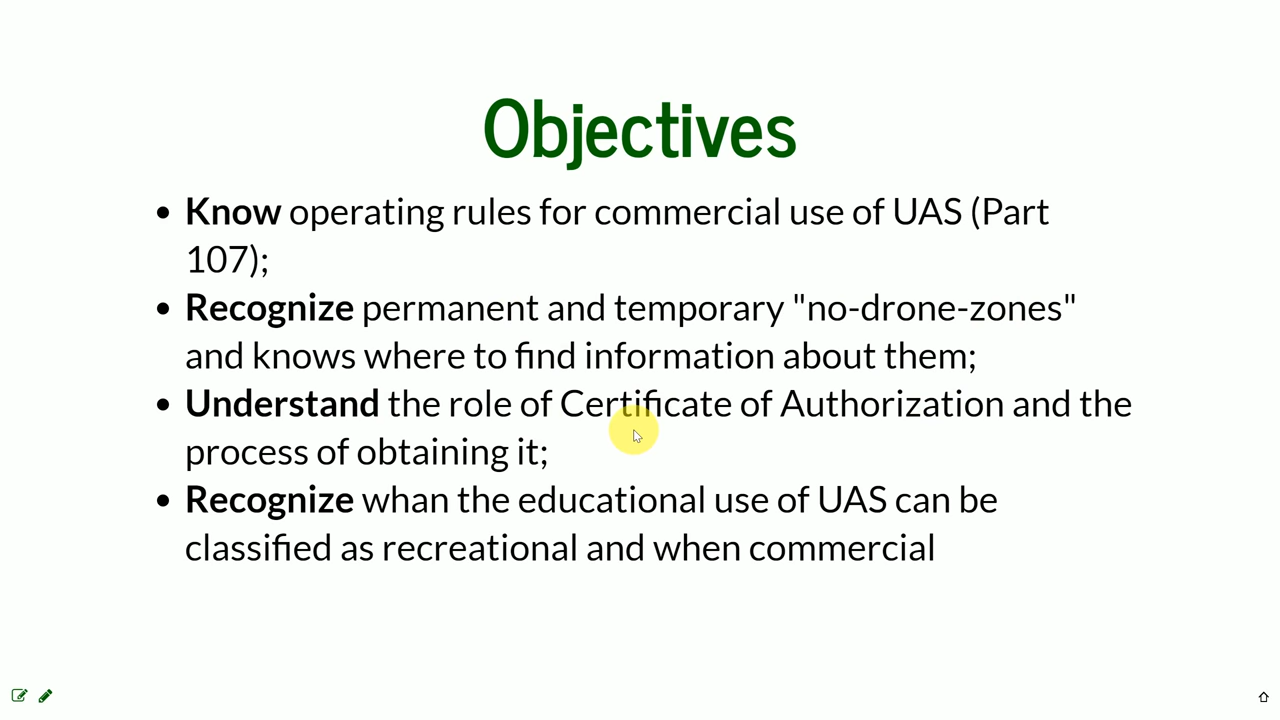 Objectives
• Know operating rules for commercial use of UAS (Part
107);
• Recognize permanent and temporary "no-drone-zones"
and knows where to find information about them;
• Understand the role of Certificate of Authorization and the
process of obtaining it;
• Recognize whan the educational use of UAS can be
classified as recreational and when commercial